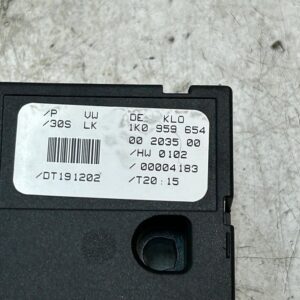 /P VW DE KLO
/30S LK 1K0 959 654
00 2035 00
/HW 0102
/00004183
/DT191202 /T20:15